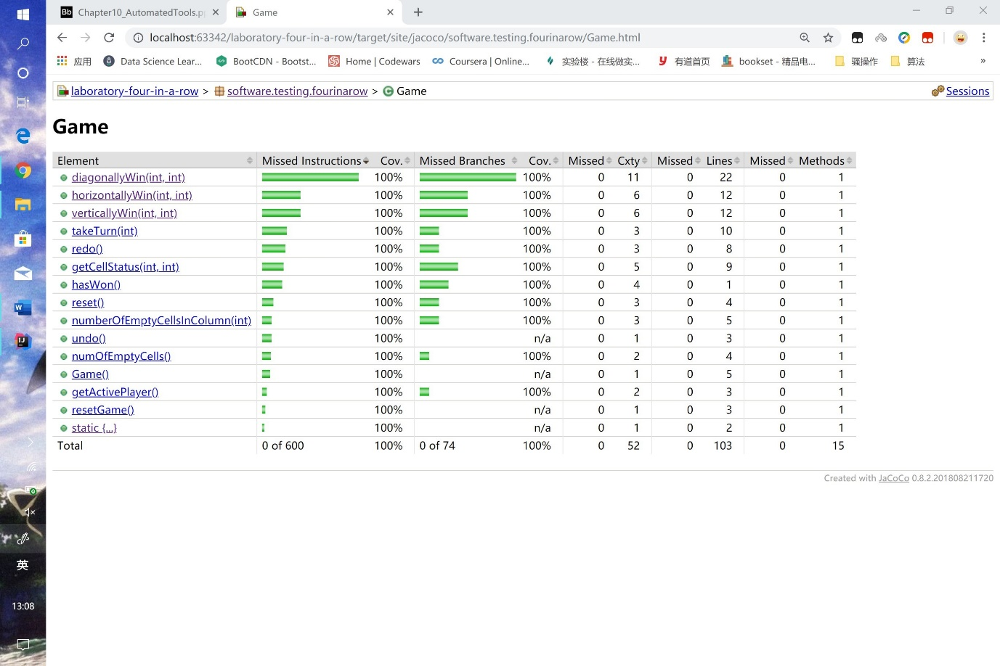 Bb Chapter10_AutomatedTools.p
Game
localhost:63342/laboratory-four-in-a-row/target/site/jacoco/software.testing.fourinarow/Game.html
应用 Data Science Lear... BootCDN - Bootst... Home | Codewars Coursera | Online... 实验楼 - 在线做实... 有道首页 bookset - 精品电... 骚操作 算法 »
laboratory-four-in-a-row > software.testing.fourinarow > Game Sessions
Game
Element Missed Instructions Cov. Missed Branches Cov. Missed Cxty Missed Lines Missed Methods
diagonallyWin(int, int) 100% 100% 0 11 0 22 0 1
horizontallyWin(int, int) 100% 100% 0 6 0 12 0 1
verticallyWin(int, int) 100% 100% 0 6 0 12 0 1
takeTurn(int) 100% 100% 0 3 0 10 0 1
redo() 100% 100% 0 3 0 8 0 1
getCellStatus(int, int) 100% 100% 0 5 0 9 0 1
hasWon() 100% 100% 0 4 0 1 0 1
reset() 100% 100% 0 3 0 4 0 1
numberOfEmptyCellsInColumn(int) 100% 100% 0 3 0 5 0 1
undo() 100% n/a 0 1 0 3 0 1
numOfEmptyCells() 100% 100% 0 2 0 4 0 1
Game() 100% n/a 0 1 0 5 0 1
getActivePlayer() 100% 100% 0 2 0 3 0 1
resetGame() 100% n/a 0 1 0 3 0 1
static {...} 100% n/a 0 1 0 2 0 1
Total 0 of 600 100% 0 of 74 100% 0 52 0 103 0 15
Created with JaCoCo 0.8.2.201808211720
英
13:08